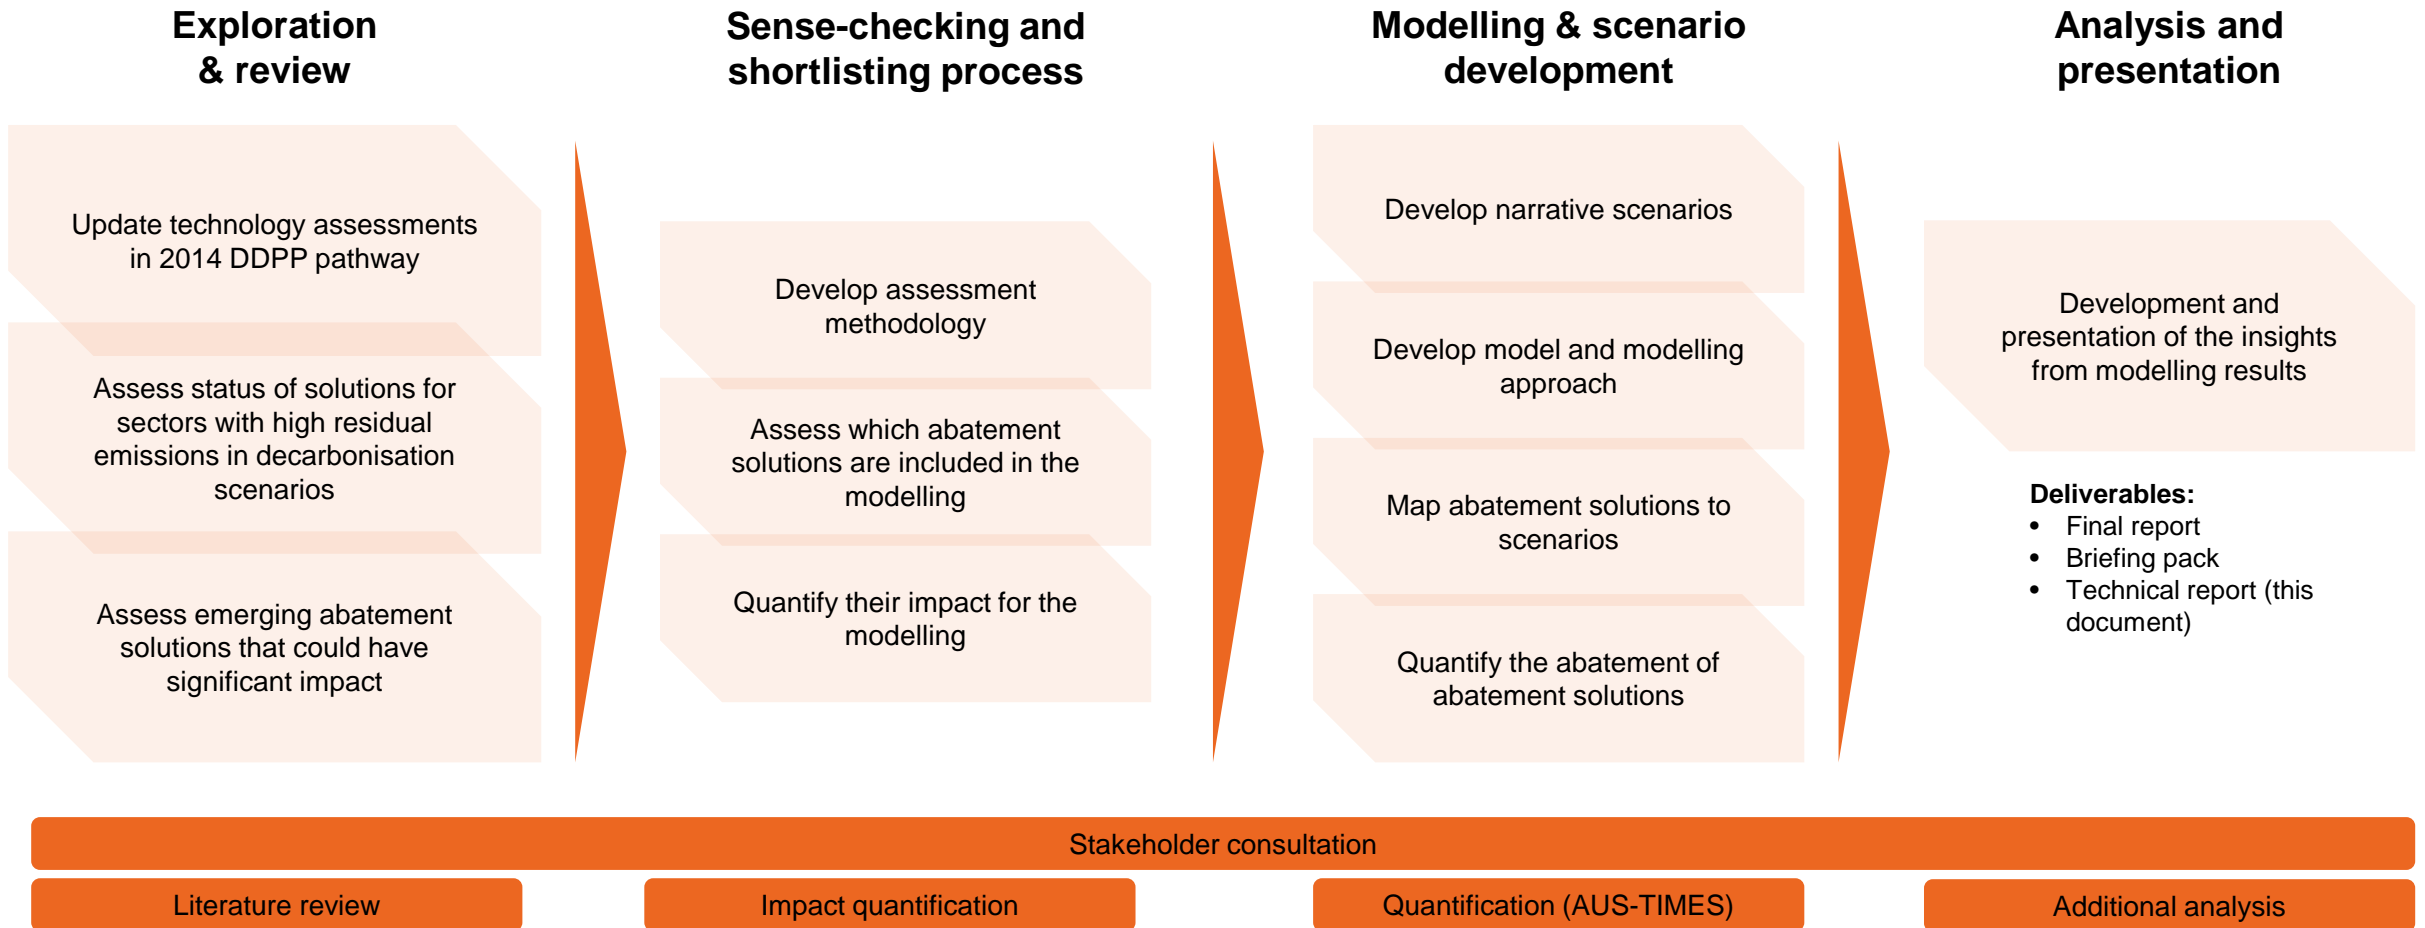 Exploration
& review
Update technology assessments
in 2014 DDPP pathway
Assess status of solutions for
sectors with high residual
emissions in decarbonisation
scenarios
Assess emerging abatement
solutions that could have
significant impact
Sense-checking and
shortlisting process
Develop assessment
methodology
Assess which abatement
solutions are included in the
modelling
Quantify their impact for the
modelling
Modelling & scenario
development
Develop narrative scenarios
Develop model and modelling
approach
Map abatement solutions to
scenarios
Quantify the abatement of
abatement solutions
Analysis and
presentation
Development and
presentation of the insights
from modelling results
Deliverables:
• Final report
• Briefing pack
• Technical report (this
document)
Stakeholder consultation
Literature review
Impact quantification
Quantification (AUS-TIMES)
Additional analysis